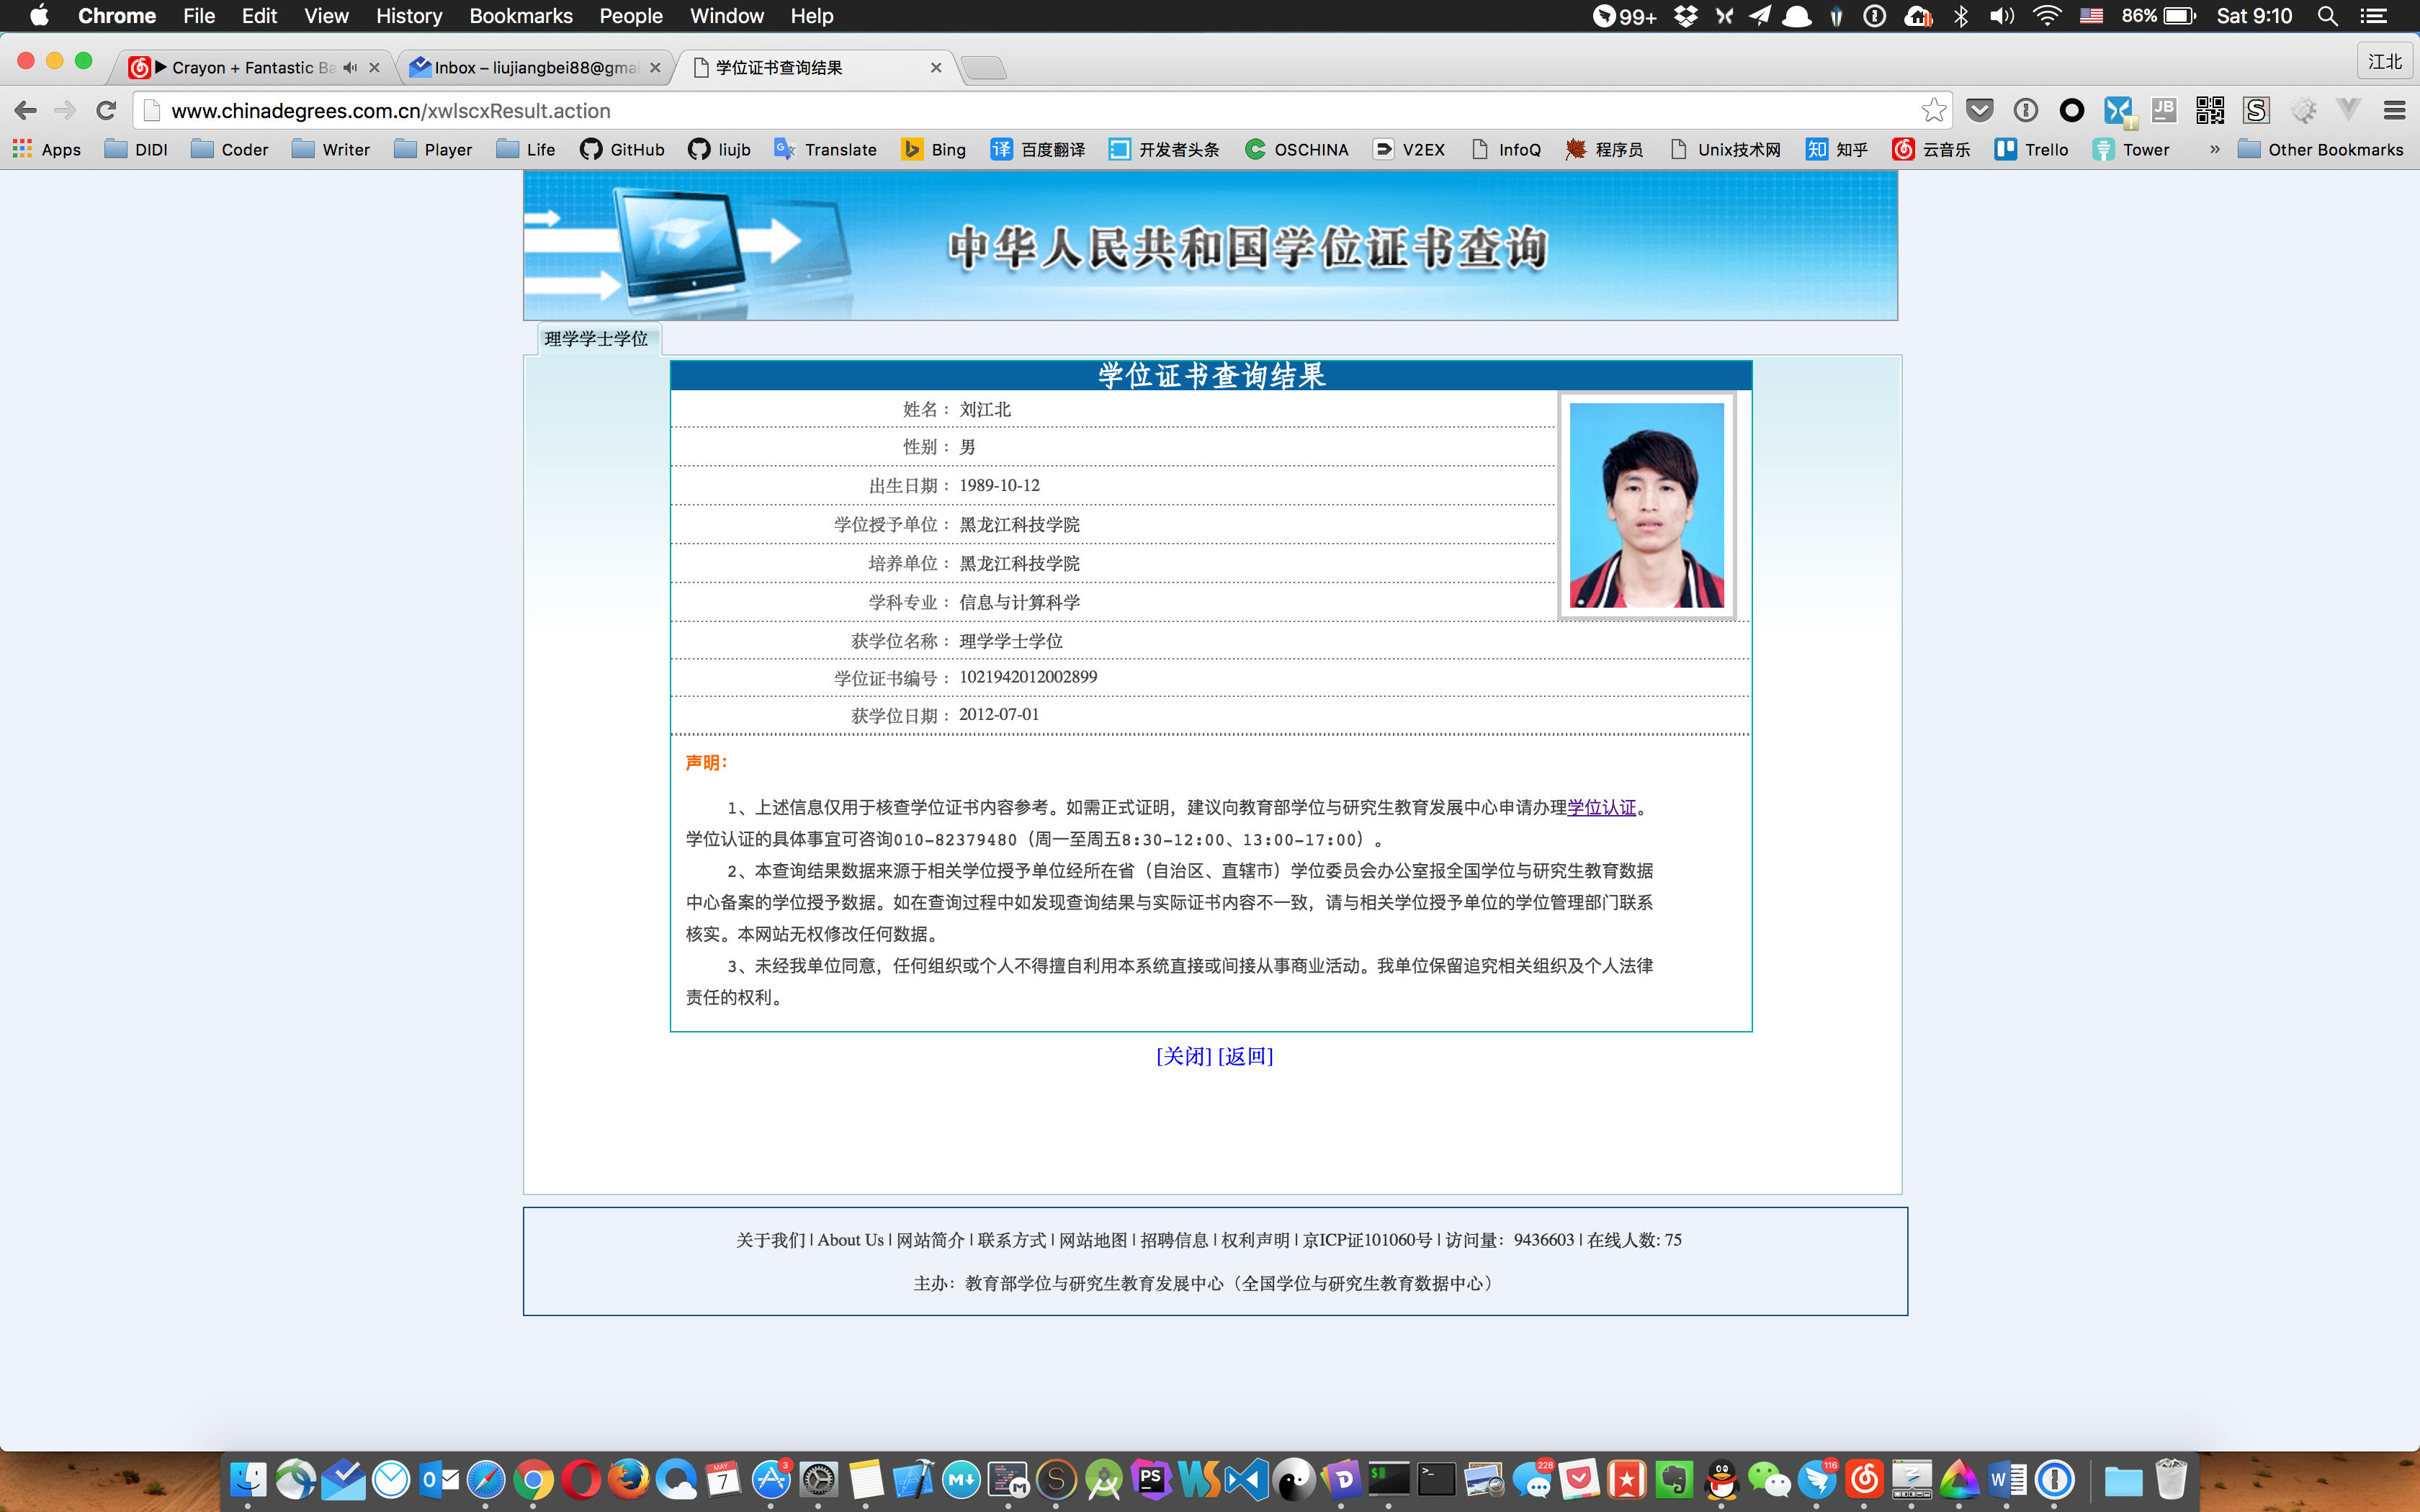 Chrome File Edit View History Bookmarks People Window Help 99+ 86% Sat 9:10
Crayon + Fantastic Ba Inbox – liujiangbei88@gmai 学位证书查询结果 江北
www.chinadegrees.com.cn/xwlscxResult.action
Apps DIDI Coder Writer Player Life GitHub liujb Translate Bing 百度翻译 开发者头条 OSCHINA V2EX InfoQ 程序员 Unix技术网 知乎 云音乐 Trello Tower » Other Bookmarks
中华人民共和国学位证书查询
理学学士学位
学位证书查询结果
姓名： 刘江北
性别： 男
出生日期： 1989-10-12
学位授予单位： 黑龙江科技学院
培养单位： 黑龙江科技学院
学科专业： 信息与计算科学
获学位名称： 理学学士学位
学位证书编号： 1021942012002899
获学位日期： 2012-07-01
声明：
1、上述信息仅用于核查学位证书内容参考。如需正式证明，建议向教育部学位与研究生教育发展中心申请办理学位认证。
学位认证的具体事宜可咨询010-82379480（周一至周五8:30-12:00、13:00-17:00）。
2、本查询结果数据来源于相关学位授予单位经所在省（自治区、直辖市）学位委员会办公室报全国学位与研究生教育数据
中心备案的学位授予数据。如在查询过程中如发现查询结果与实际证书内容不一致，请与相关学位授予单位的学位管理部门联系
核实。本网站无权修改任何数据。
3、未经我单位同意，任何组织或个人不得擅自利用本系统直接或间接从事商业活动。我单位保留追究相关组织及个人法律
责任的权利。
[关闭] [返回]
关于我们 | About Us | 网站简介 | 联系方式 | 网站地图 | 招聘信息 | 权利声明 | 京ICP证101060号 | 访问量：9436603 | 在线人数: 75
主办：教育部学位与研究生教育发展中心（全国学位与研究生教育数据中心）
MAY 7 3 PS 228 116